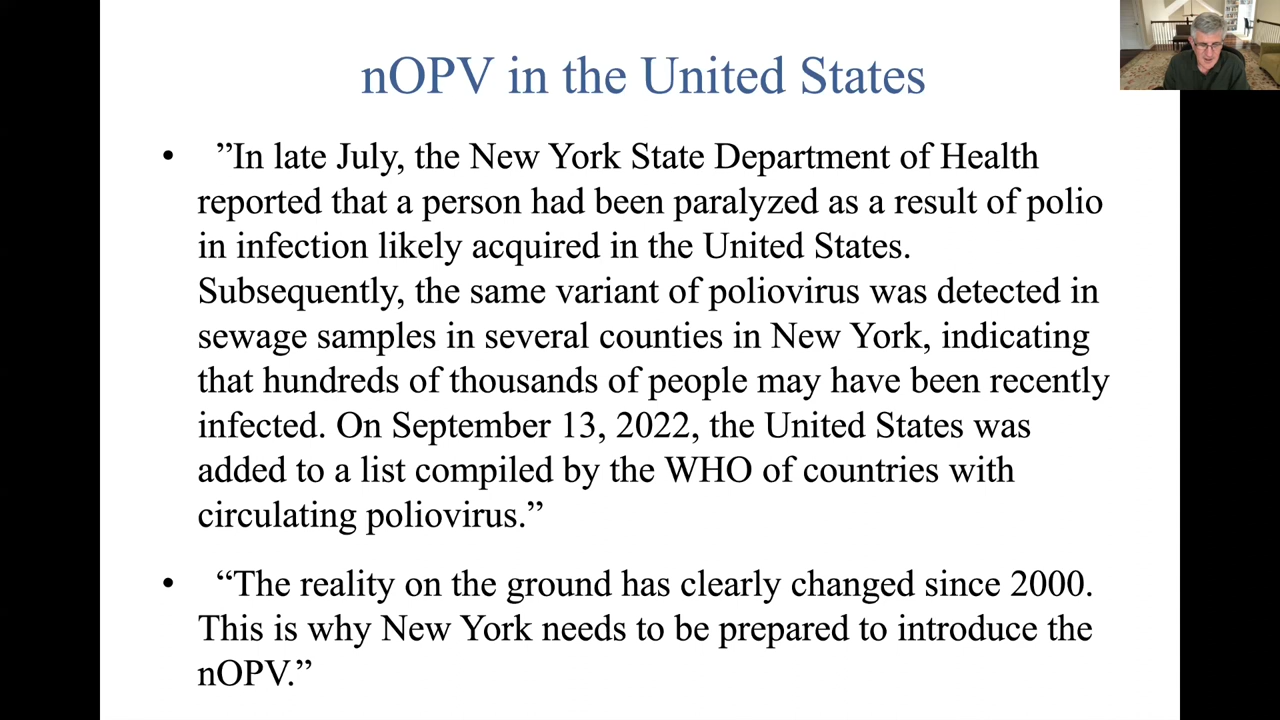 nOPV in the United States
• ”In late July, the New York State Department of Health
reported that a person had been paralyzed as a result of polio
in infection likely acquired in the United States.
Subsequently, the same variant of poliovirus was detected in
sewage samples in several counties in New York, indicating
that hundreds of thousands of people may have been recently
infected. On September 13, 2022, the United States was
added to a list compiled by the WHO of countries with
circulating poliovirus.”
• “The reality on the ground has clearly changed since 2000.
This is why New York needs to be prepared to introduce the
nOPV.”